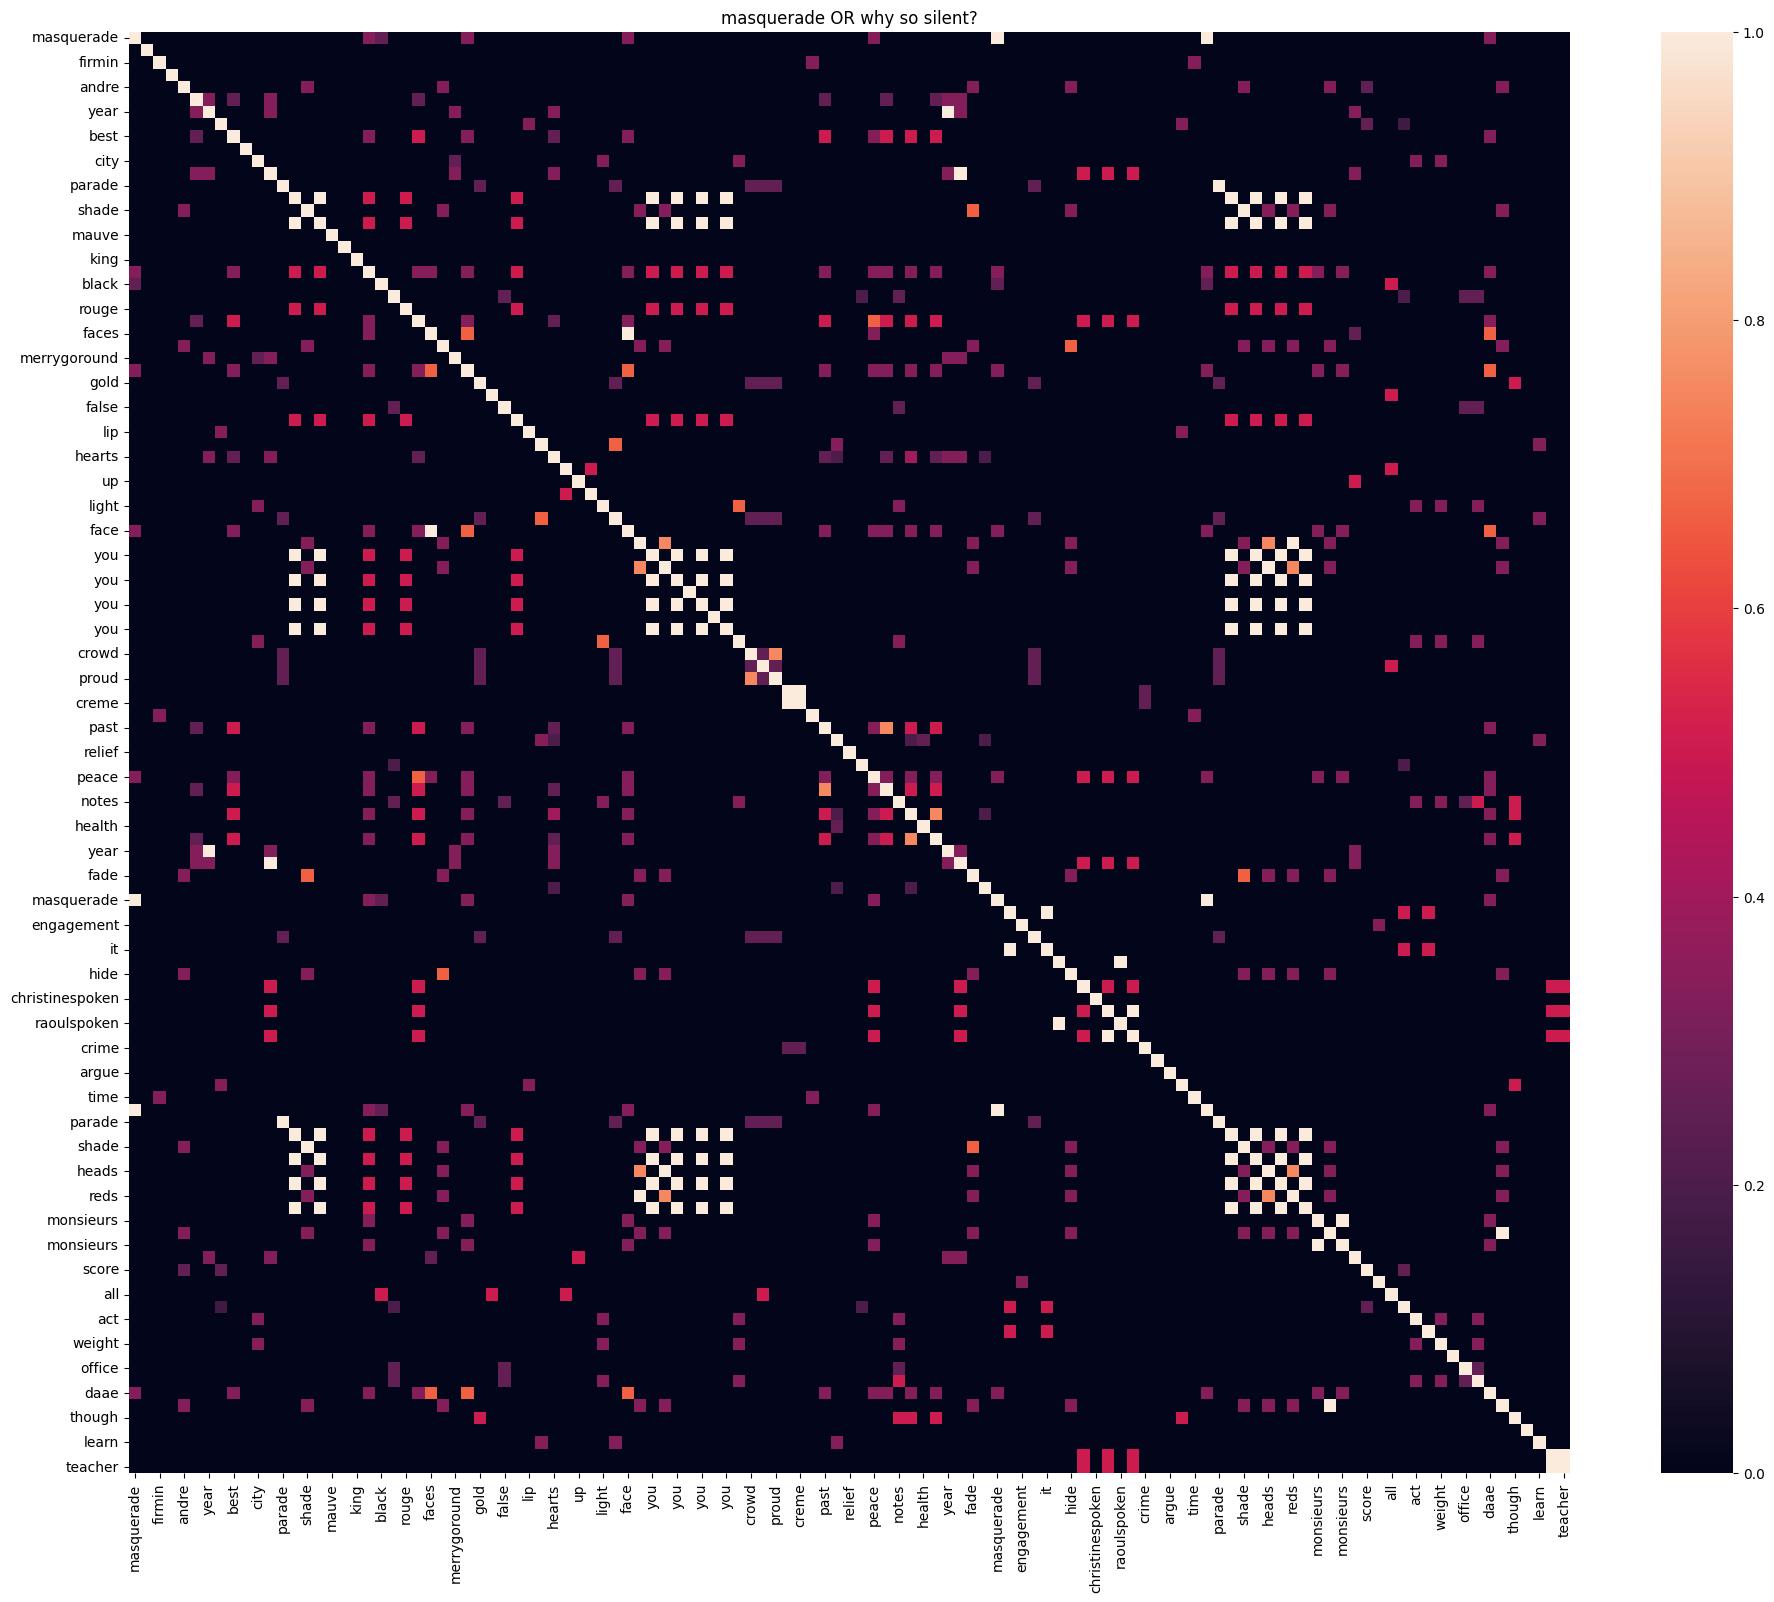 masquerade OR why so silent?
masquerade
firmin
andre
year
best
city
parade
shade
mauve
king
black
rouge
faces
merrygoround
gold
false
lip
hearts
up
light
face
you
you
you
you
crowd
proud
creme
past
relief
peace
notes
health
year
fade
masquerade
engagement
it
hide
christinespoken
raoulspoken
crime
argue
time
parade
shade
heads
reds
monsieurs
monsieurs
score
all
act
weight
office
daae
though
learn
teacher
masquerade
firmin
andre
year
best
city
parade
shade
mauve
king
black
rouge
faces
merrygoround
gold
false
lip
hearts
up
light
face
you
you
you
you
crowd
proud
creme
past
relief
peace
notes
health
year
fade
masquerade
engagement
it
hide
christinespoken
raoulspoken
crime
argue
time
parade
shade
heads
reds
monsieurs
monsieurs
score
all
act
weight
office
daae
though
learn
teacher
1.0
0.8
0.6
0.4
0.2
0.0